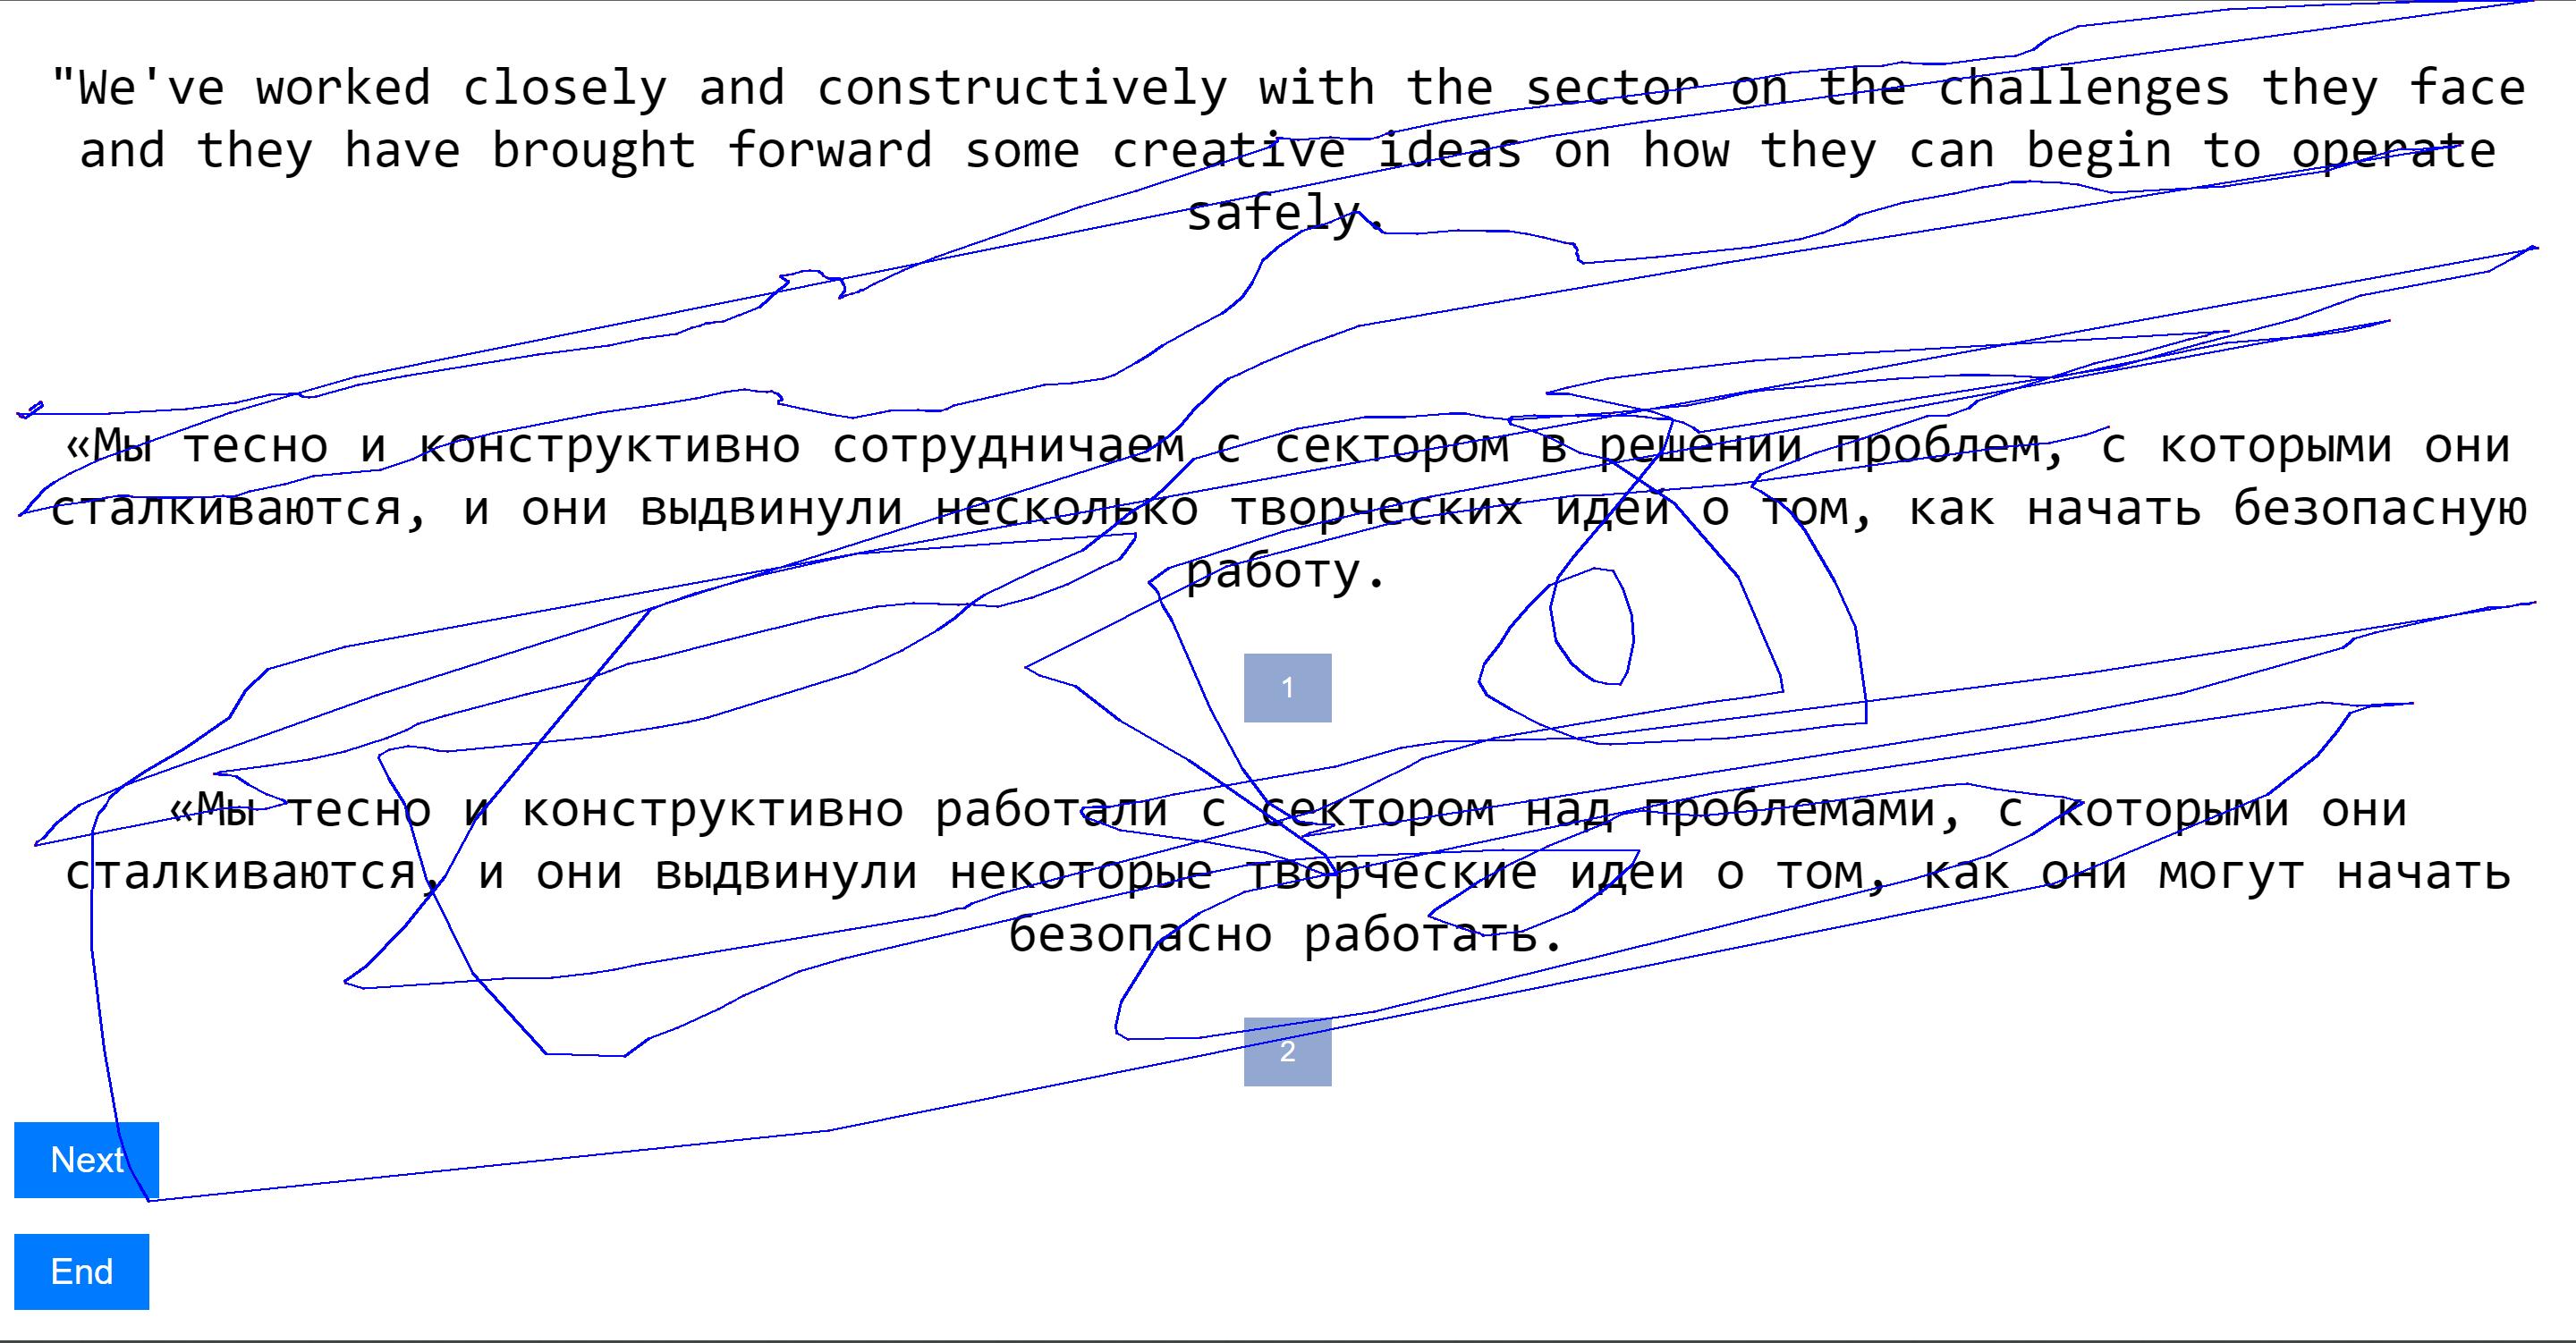 "We've worked closely and constructively with the sector on the challenges they face
and they have brought forward some creative ideas on how they can begin to operate
safely.
«Мы тесно и конструктивно сотрудничаем с сектором в решении проблем, с которыми они
сталкиваются, и они выдвинули несколько творческих идей о том, как начать безопасную
работу.
1
«Мы тесно и конструктивно работали с сектором над проблемами, с которыми они
сталкиваются, и они выдвинули некоторые творческие идеи о том, как они могут начать
безопасно работать.
2
Next
End